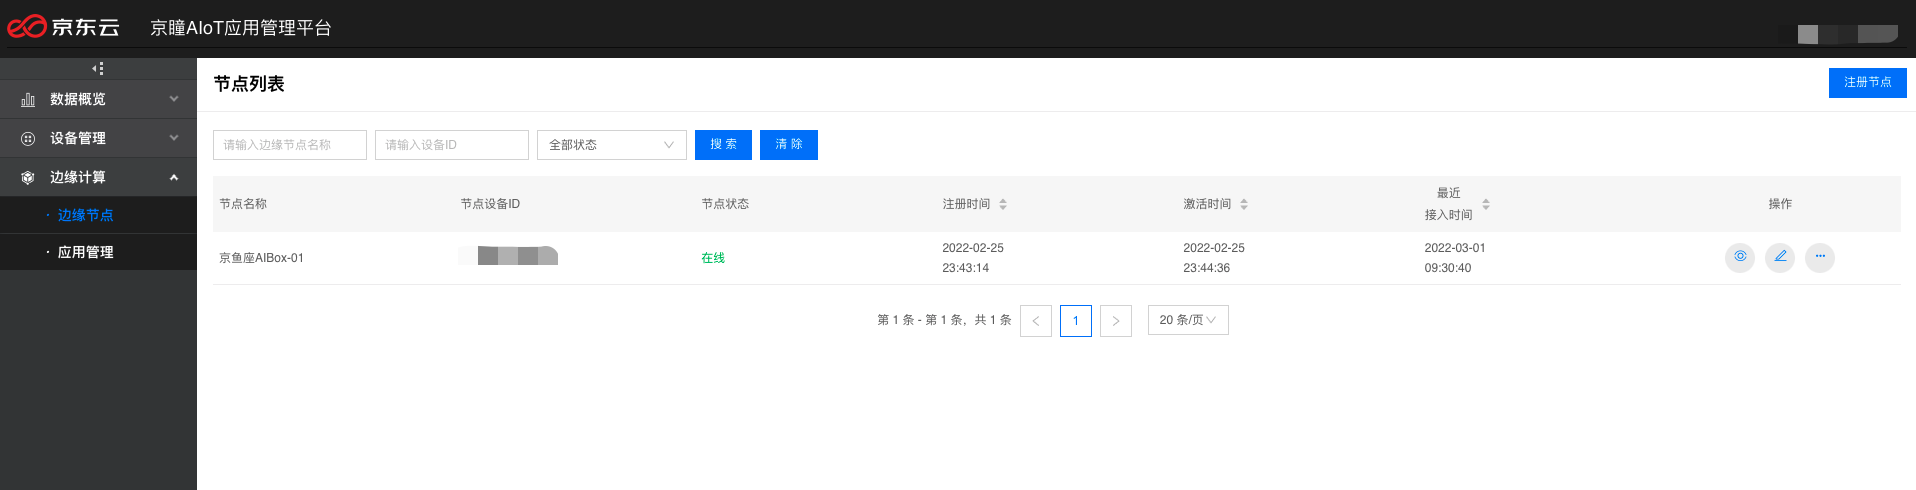 京东云
京瞳AIoT应用管理平台
数据概览
设备管理
边缘计算
· 边缘节点
· 应用管理
节点列表
注册节点
请输入边缘节点名称
请输入设备ID
全部状态
搜 索
清 除
节点名称
节点设备ID
节点状态
注册时间
激活时间
最近
接入时间
操作
京鱼座AIBox-01
在线
2022-02-25
23:43:14
2022-02-25
23:44:36
2022-03-01
09:30:40
第 1 条 - 第 1 条，共 1 条
1
20 条/页